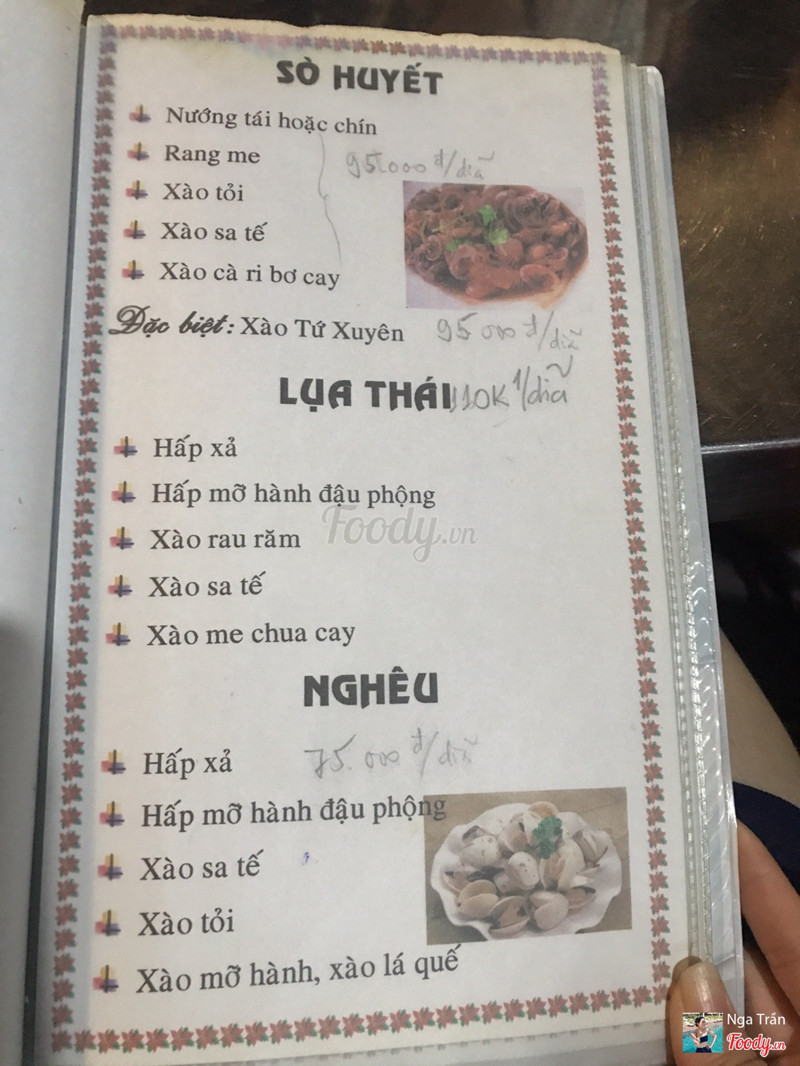 SÒ HUYẾT
Nướng tái hoặc chín
Rang me 95.000 đ/dĩa
Xào tỏi
Xào sa tế
Xào cà ri bơ cay
Đặc biệt: Xào Tứ Xuyên 95 000 đ/dĩa
LỤA THÁI 110K 1/dĩa
Hấp xả
Hấp mỡ hành đậu phộng
Foody.vn
Xào rau răm
Xào sa tế
Xào me chua cay
NGHÊU
Hấp xả 75.000 đ/dĩa
Hấp mỡ hành đậu phộng
Xào sa tế
Xào tỏi
Xào mỡ hành, xào lá quế
Nga Trần
Foody.vn